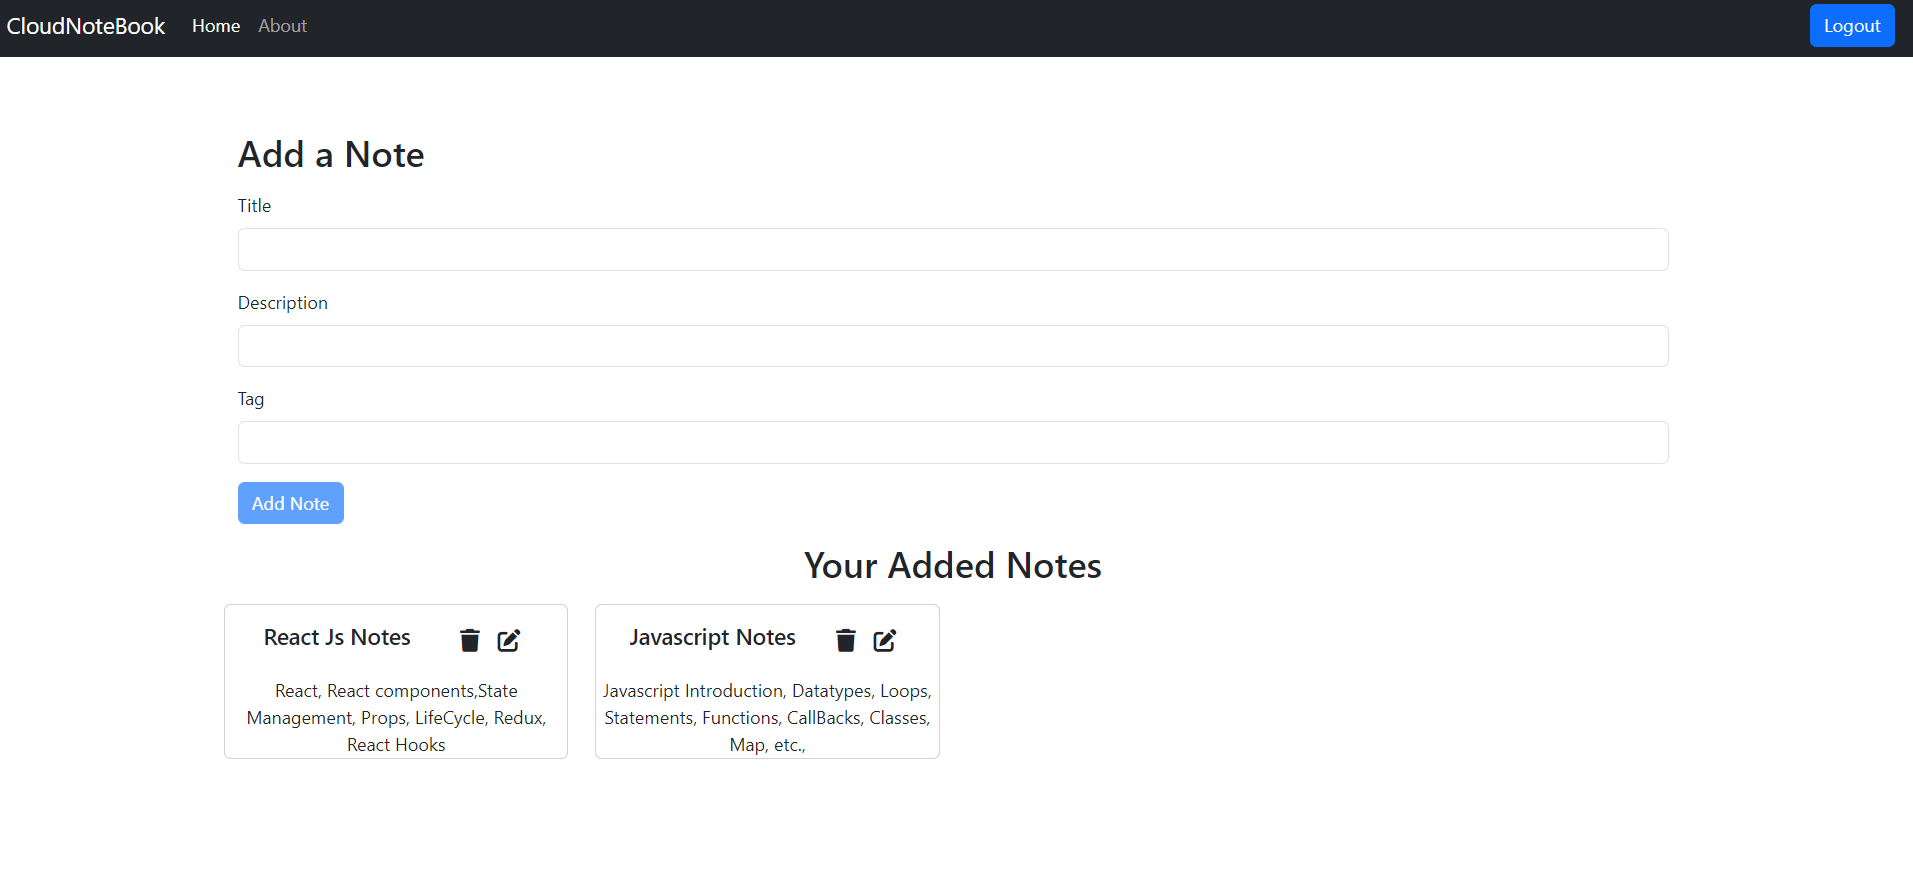 CloudNoteBook Home About Logout
Add a Note
Title
Description
Tag
Add Note
Your Added Notes
React Js Notes
React, React components,State
Management, Props, LifeCycle, Redux,
React Hooks
Javascript Notes
Javascript Introduction, Datatypes, Loops,
Statements, Functions, CallBacks, Classes,
Map, etc.,